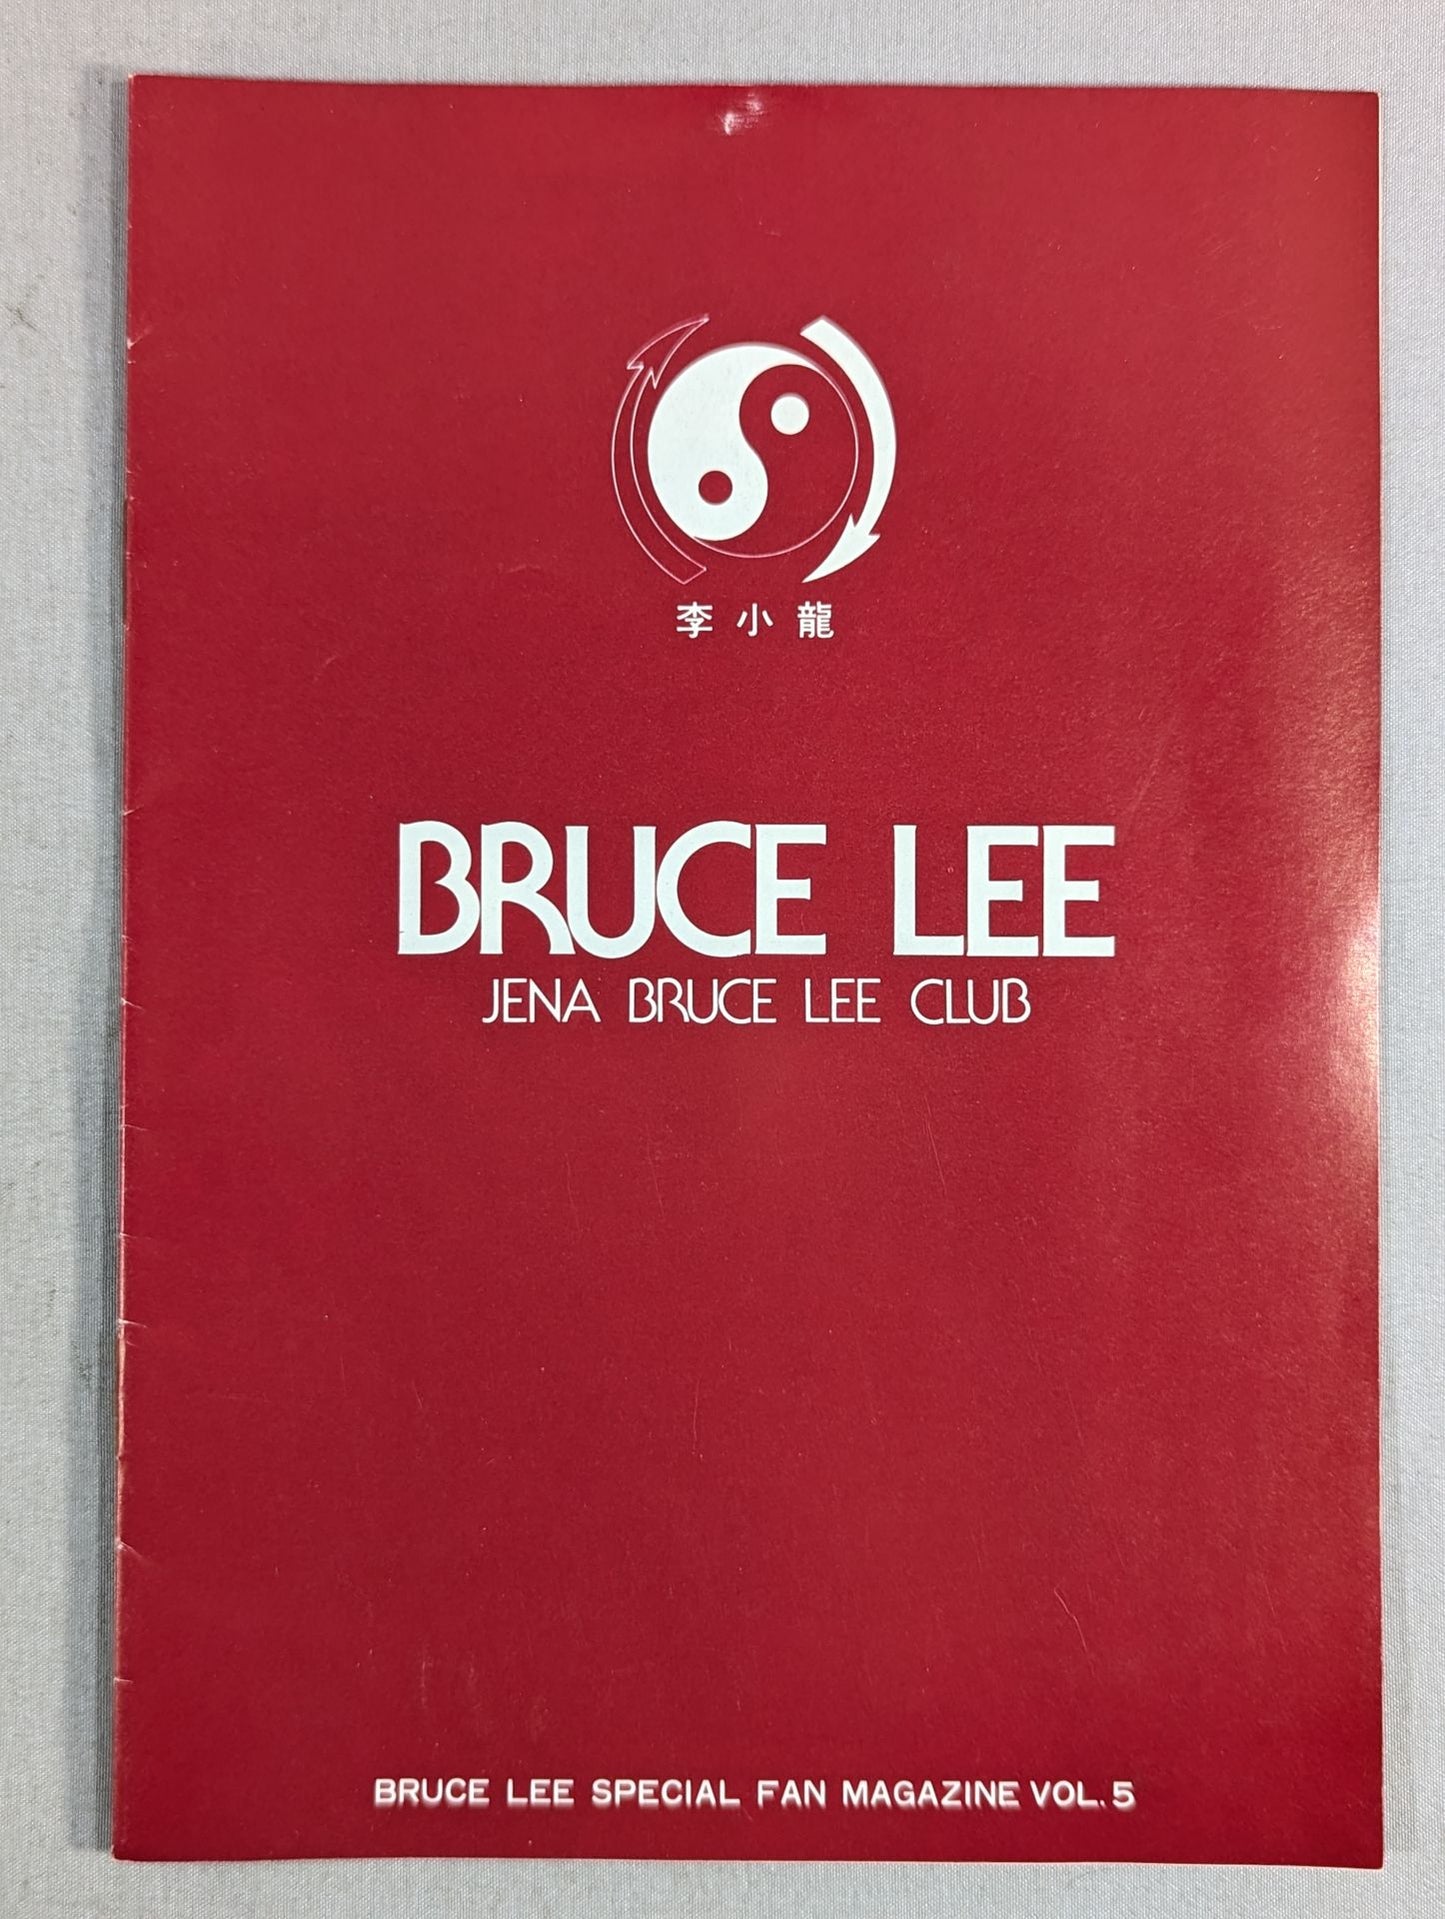 李小龍
BRUCE LEE
JENA BRUCE LEE CLUB
BRUCE LEE SPECIAL FAN MAGAZINE VOL.5